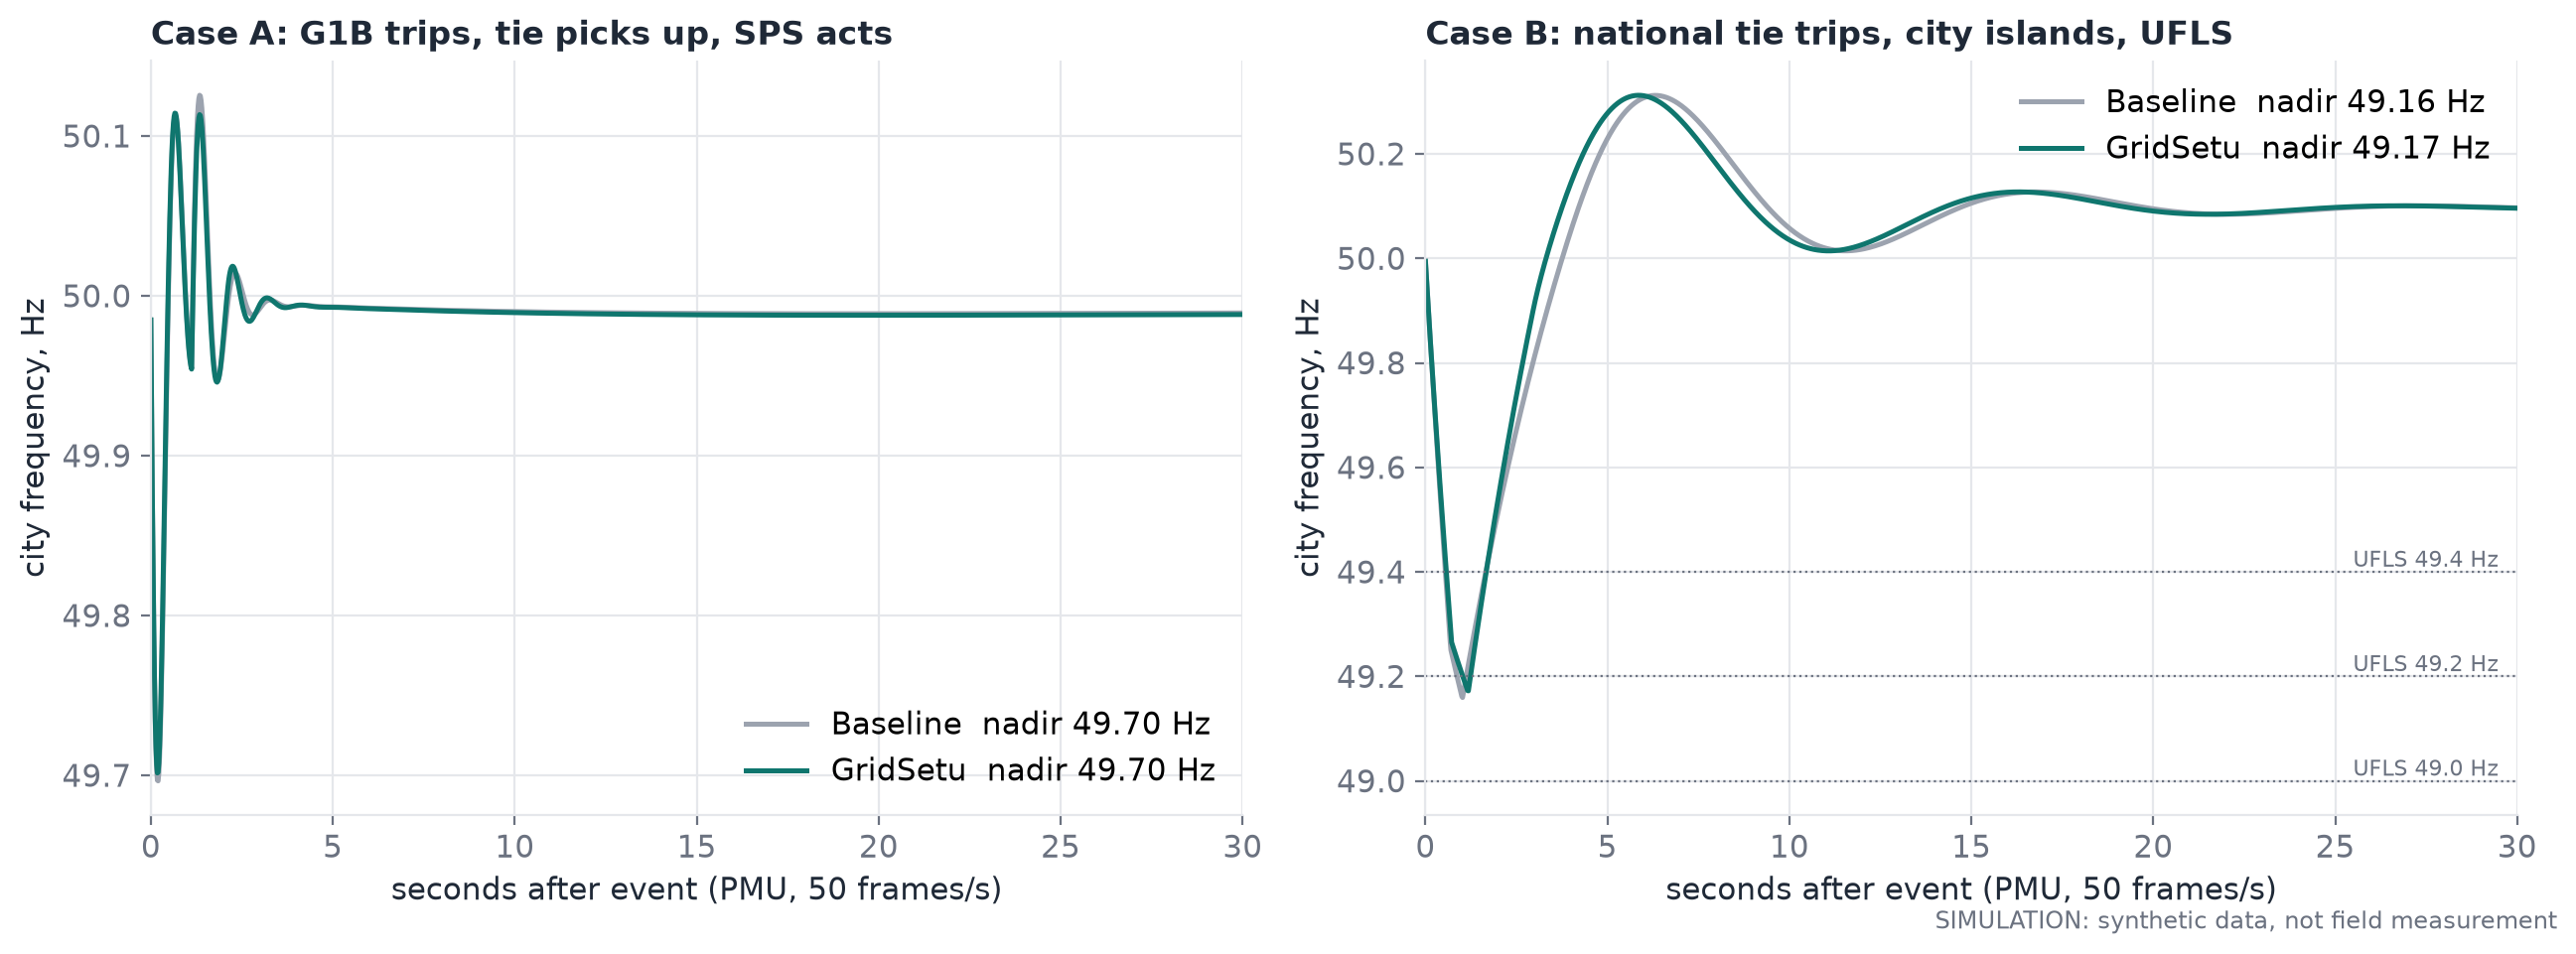 Case A: G1B trips, tie picks up, SPS acts
city frequency, Hz
50.1
50.0
49.9
49.8
49.7
Baseline  nadir 49.70 Hz
GridSetu  nadir 49.70 Hz
0 5 10 15 20 25 30
seconds after event (PMU, 50 frames/s)
Case B: national tie trips, city islands, UFLS
city frequency, Hz
Baseline  nadir 49.16 Hz
GridSetu  nadir 49.17 Hz
50.2
50.0
49.8
49.6
49.4
49.2
49.0
UFLS 49.4 Hz
UFLS 49.2 Hz
UFLS 49.0 Hz
0 5 10 15 20 25 30
seconds after event (PMU, 50 frames/s)
SIMULATION: synthetic data, not field measurement